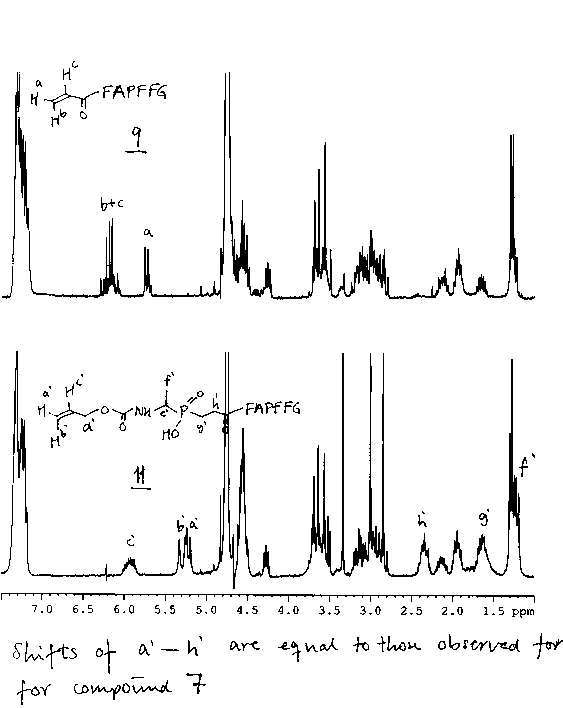 H^c
H^a
H^b
O
FAPFFG
9
b+c
a
f'
H^a'
H^c'
H^b'
d'
O
O
NH
e'
P
O
HO
g'
h'
O
FAPFFG
11
c'
b' a'
h'
g'
f'
7.0 6.5 6.0 5.5 5.0 4.5 4.0 3.5 3.0 2.5 2.0 1.5 ppm
Shifts of a' — h' are equal to those observed for
for compound 7